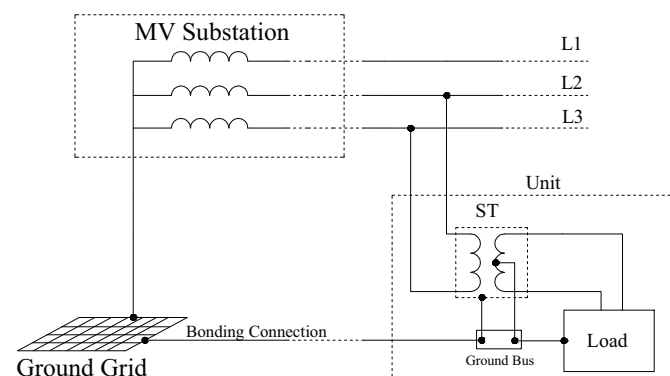 MV Substation
L1
L2
L3
Unit
ST
Bonding Connection
Load
Ground Bus
Ground Grid